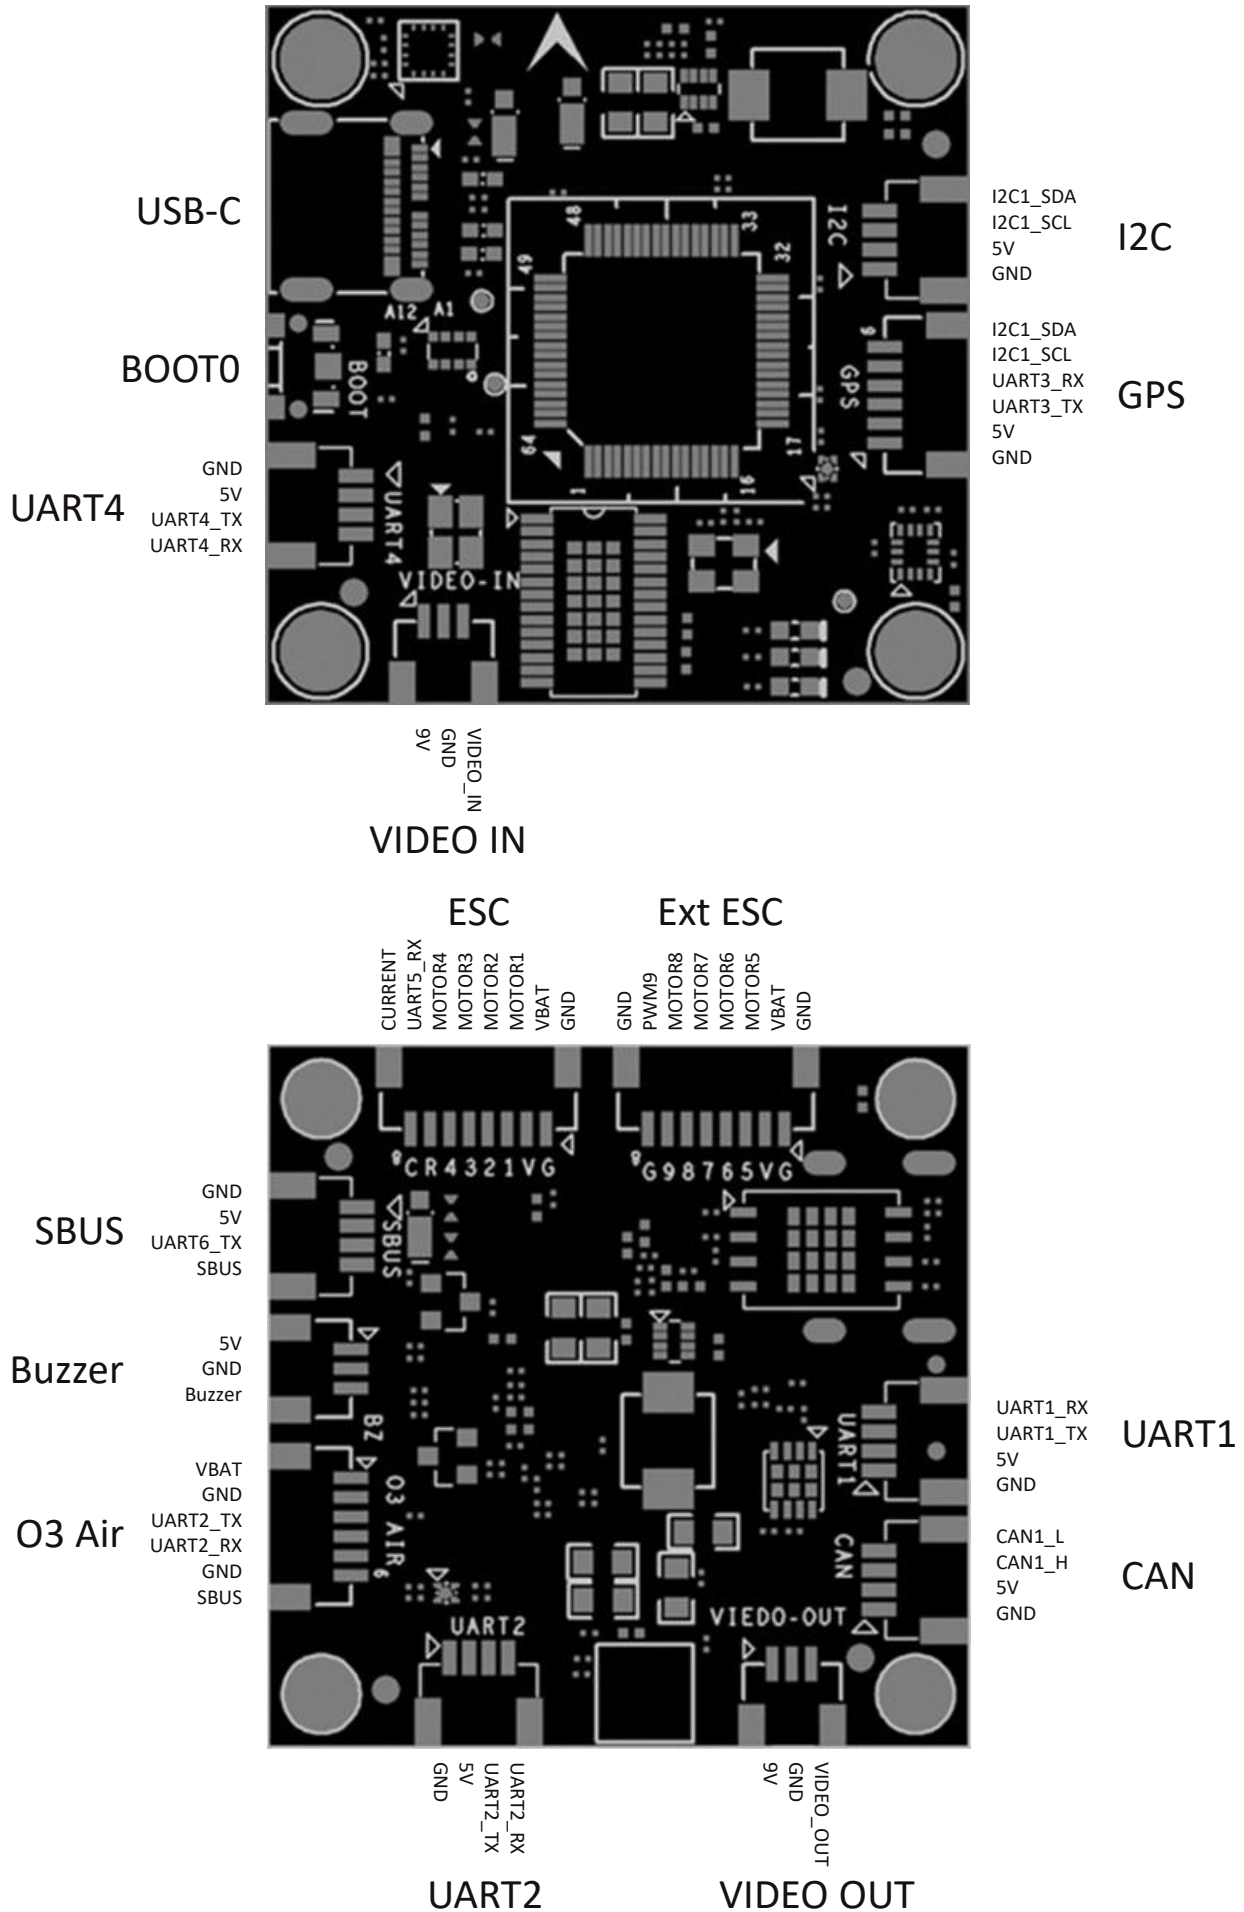 USB-C
BOOT0
GND
5V
UART4_TX
UART4_RX
UART4
I2C1_SDA
I2C1_SCL
5V
GND
I2C
I2C1_SDA
I2C1_SCL
UART3_RX
UART3_TX
5V
GND
GPS
48
33
49
32
64
17
1
16
A12
A1
BOOT
UART4
VIDEO-IN
I2C
6
GPS
9V
GND
VIDEO_IN
VIDEO IN
ESC
Ext ESC
CURRENT
UART5_RX
MOTOR4
MOTOR3
MOTOR2
MOTOR1
VBAT
GND
GND
PWM9
MOTOR8
MOTOR7
MOTOR6
MOTOR5
VBAT
GND
8
CR4321VG
8
G98765VG
GND
5V
UART6_TX
SBUS
SBUS
SBUS
5V
GND
Buzzer
Buzzer
BZ
VBAT
GND
UART2_TX
UART2_RX
GND
SBUS
O3 Air
O3 AIR
6
UART1
UART1_RX
UART1_TX
5V
GND
UART1
CAN
CAN1_L
CAN1_H
5V
GND
CAN
UART2
VIEDO-OUT
GND
5V
UART2_TX
UART2_RX
UART2
9V
GND
VIDEO_OUT
VIDEO OUT